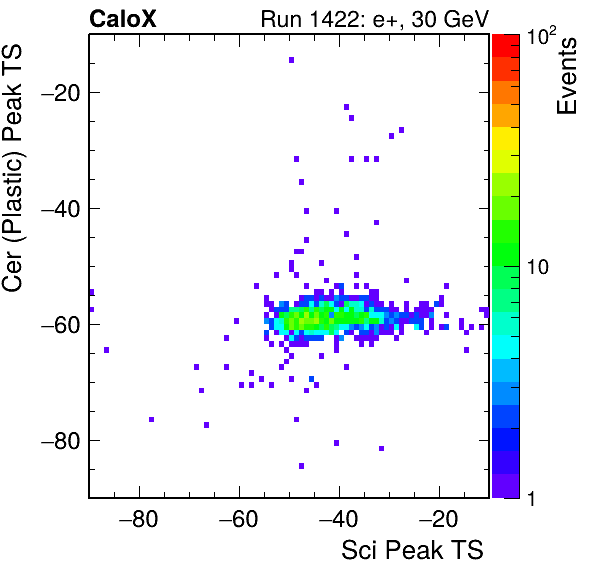 CaloX Run 1422: e+, 30 GeV
Cer (Plastic) Peak TS
−20
−40
−60
−80
−80 −60 −40 −20
Sci Peak TS
10²
10
1
Events